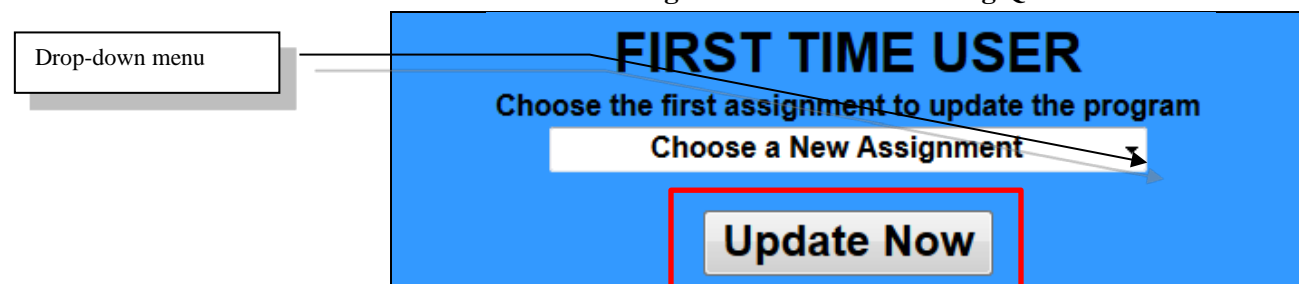 Drop-down menu
FIRST TIME USER
Choose the first assignment to update the program
Choose a New Assignment
Update Now